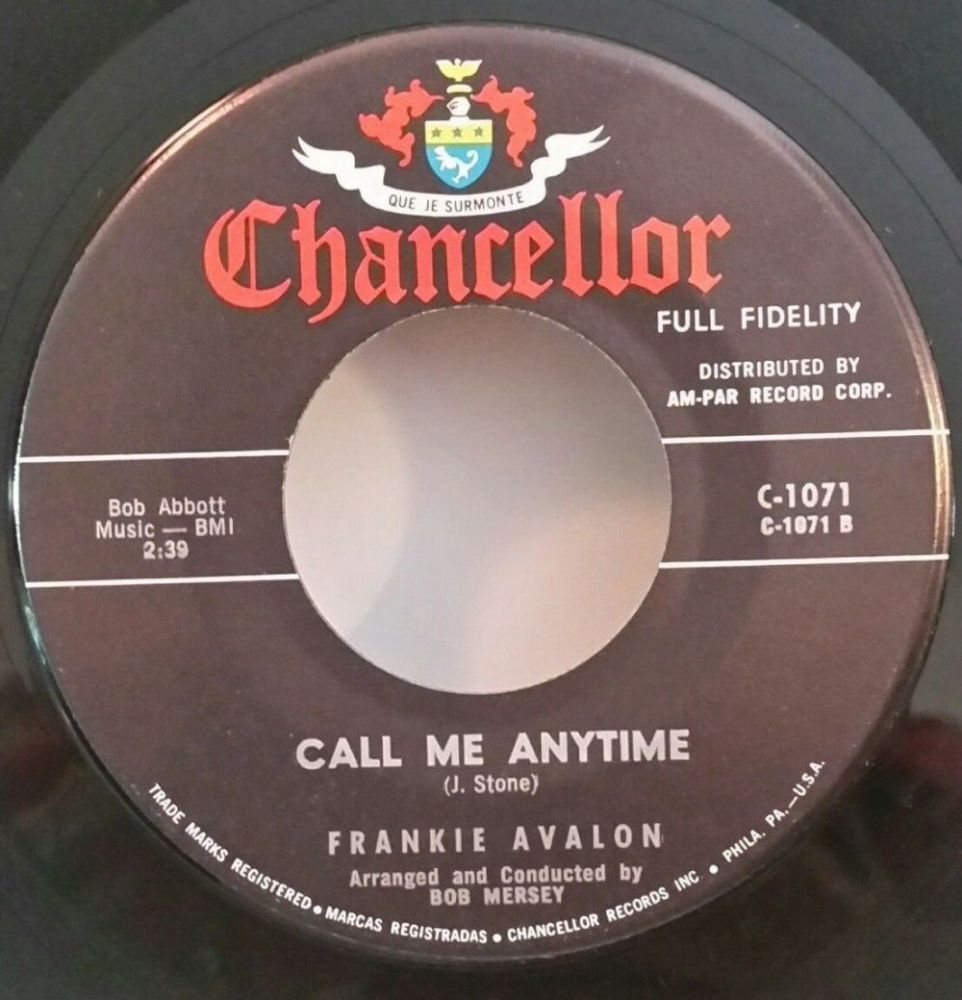 QUE JE SURMONTE
Chancellor
FULL FIDELITY
DISTRIBUTED BY
AM-PAR RECORD CORP.
Bob Abbott
Music — BMI
2:39
C-1071
C-1071 B
CALL ME ANYTIME
(J. Stone)
FRANKIE AVALON
Arranged and Conducted by
BOB MERSEY
TRADE MARKS REGISTERED • MARCAS REGISTRADAS • CHANCELLOR RECORDS INC • PHILA. PA.—U.S.A.